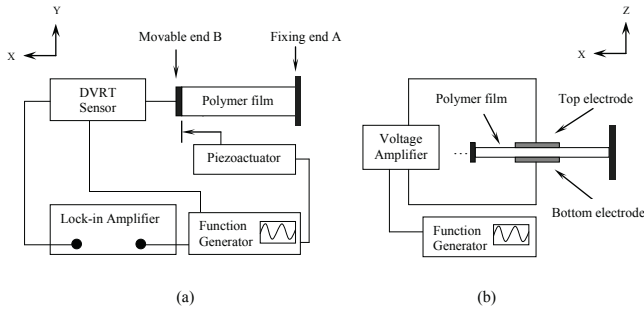 Y
X
Movable end B
Fixing end A
DVRT
Sensor
Polymer film
Piezoactuator
Lock-in Amplifier
Function
Generator
(a)
Z
X
Polymer film
Top electrode
Voltage
Amplifier
...
Bottom electrode
Function
Generator
(b)